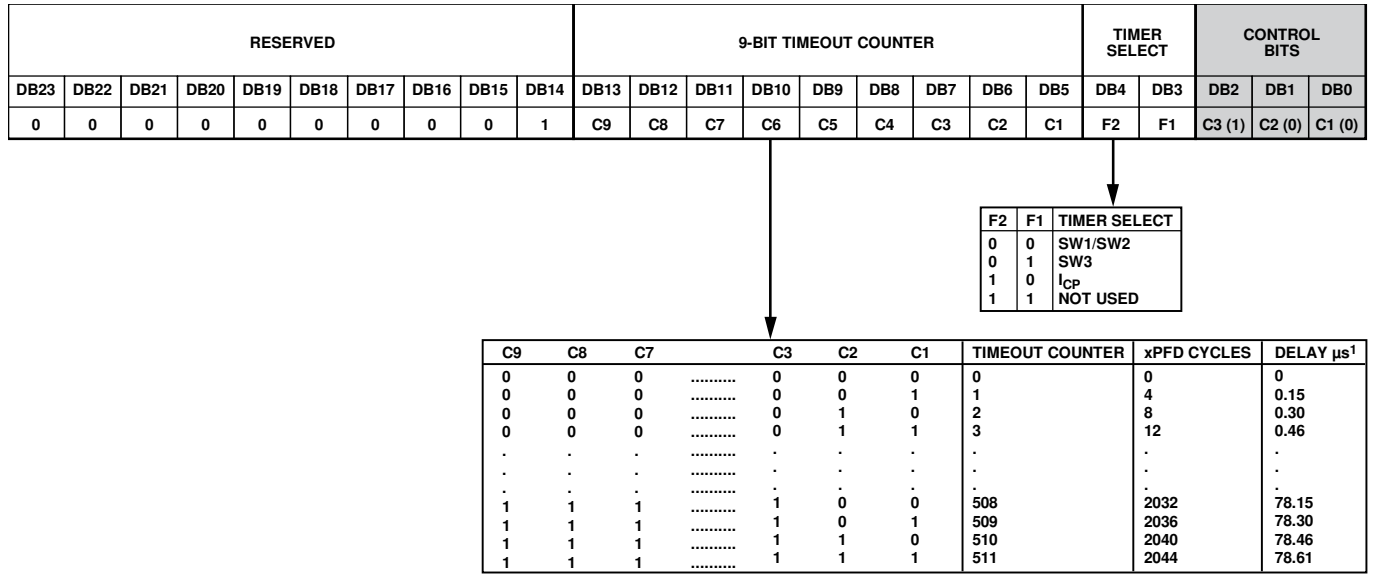 RESERVED 9-BIT TIMEOUT COUNTER TIMER SELECT CONTROL BITS
DB23 DB22 DB21 DB20 DB19 DB18 DB17 DB16 DB15 DB14 DB13 DB12 DB11 DB10 DB9 DB8 DB7 DB6 DB5 DB4 DB3 DB2 DB1 DB0
0 0 0 0 0 0 0 0 0 1 C9 C8 C7 C6 C5 C4 C3 C2 C1 F2 F1 C3 (1) C2 (0) C1 (0)
F2 F1 TIMER SELECT
0 0 SW1/SW2
0 1 SW3
1 0 ICP
1 1 NOT USED
C9 C8 C7 C3 C2 C1 TIMEOUT COUNTER xPFD CYCLES DELAY µs1
0 0 0 .......... 0 0 0 0 0 0
0 0 0 .......... 0 0 1 1 4 0.15
0 0 0 .......... 0 1 0 2 8 0.30
0 0 0 .......... 0 1 1 3 12 0.46
. . . .......... . . . . . .
. . . .......... . . . . . .
. . . .......... . . . . . .
1 1 1 .......... 1 0 0 508 2032 78.15
1 1 1 .......... 1 0 1 509 2036 78.30
1 1 1 .......... 1 1 0 510 2040 78.46
1 1 1 .......... 1 1 1 511 2044 78.61